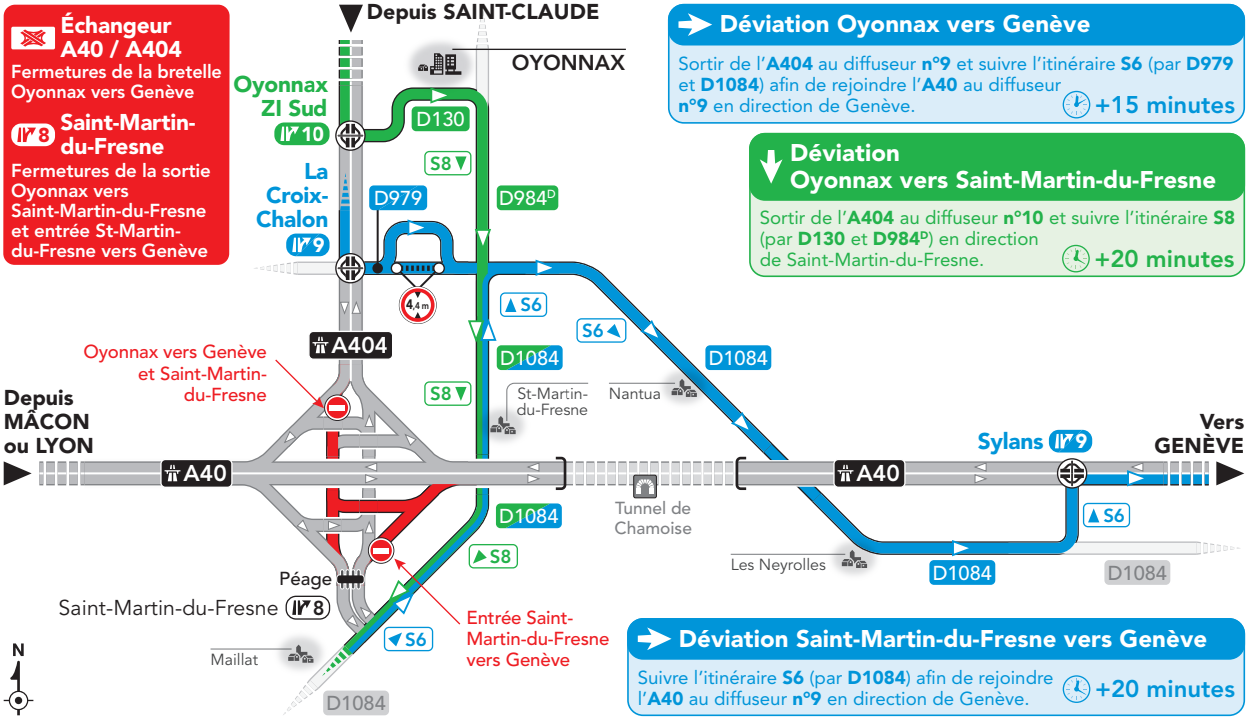 Échangeur
A40 / A404
Fermetures de la bretelle
Oyonnax vers Genève
8 Saint-Martin-
du-Fresne
Fermetures de la sortie
Oyonnax vers
Saint-Martin-du-Fresne
et entrée St-Martin-
du-Fresne vers Genève
Depuis SAINT-CLAUDE
OYONNAX
Oyonnax
ZI Sud
10
D130
S8
D984D
La
Croix-
Chalon
9
D979
4,4 m
S6
S6
D1084
D1084
A404
Oyonnax vers Genève
et Saint-Martin-
du-Fresne
S8
St-Martin-
du-Fresne
Nantua
Depuis
MÂCON
ou LYON
A40
Tunnel de
Chamoise
A40
Sylans 9
Vers
GENÈVE
D1084
S8
S6
Les Neyrolles
D1084
D1084
Péage
Saint-Martin-du-Fresne 8
S6
Entrée Saint-
Martin-du-Fresne
vers Genève
Maillat
D1084
N
Déviation Oyonnax vers Genève
Sortir de l'A404 au diffuseur n°9 et suivre l'itinéraire S6 (par D979
et D1084) afin de rejoindre l'A40 au diffuseur
n°9 en direction de Genève.
+15 minutes
Déviation
Oyonnax vers Saint-Martin-du-Fresne
Sortir de l'A404 au diffuseur n°10 et suivre l'itinéraire S8
(par D130 et D984D) en direction
de Saint-Martin-du-Fresne.
+20 minutes
Déviation Saint-Martin-du-Fresne vers Genève
Suivre l'itinéraire S6 (par D1084) afin de rejoindre
l'A40 au diffuseur n°9 en direction de Genève.
+20 minutes